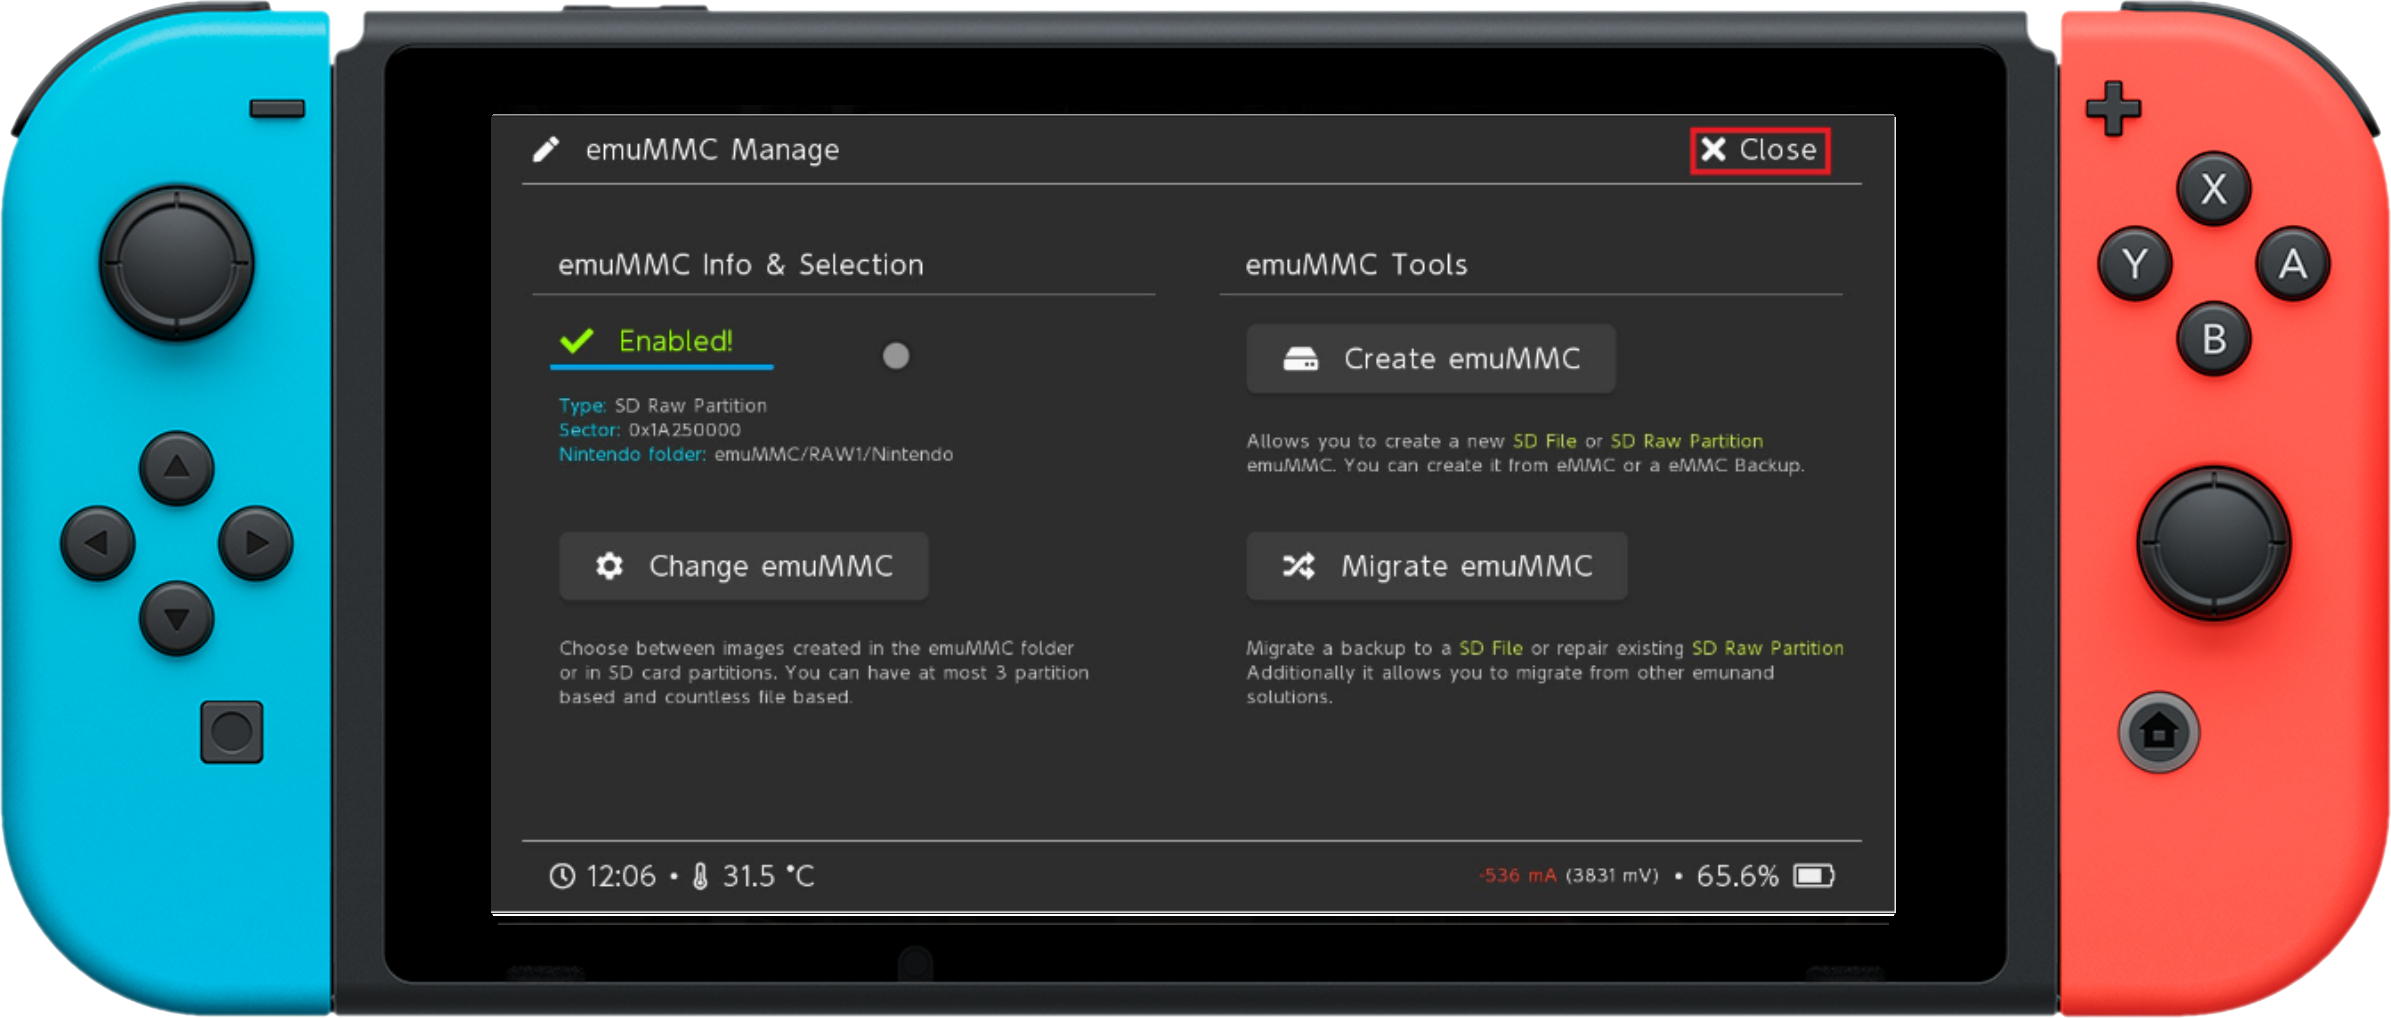 emuMMC Manage
Close
emuMMC Info & Selection
Enabled!
Type: SD Raw Partition
Sector: 0x1A250000
Nintendo folder: emuMMC/RAW1/Nintendo
Change emuMMC
Choose between images created in the emuMMC folder
or in SD card partitions. You can have at most 3 partition
based and countless file based.
emuMMC Tools
Create emuMMC
Allows you to create a new SD File or SD Raw Partition
emuMMC. You can create it from eMMC or a eMMC Backup.
Migrate emuMMC
Migrate a backup to a SD File or repair existing SD Raw Partition
Additionally it allows you to migrate from other emunand
solutions.
12:06 • 31.5 °C
-536 mA (3831 mV) • 65.6%
X
Y
A
B